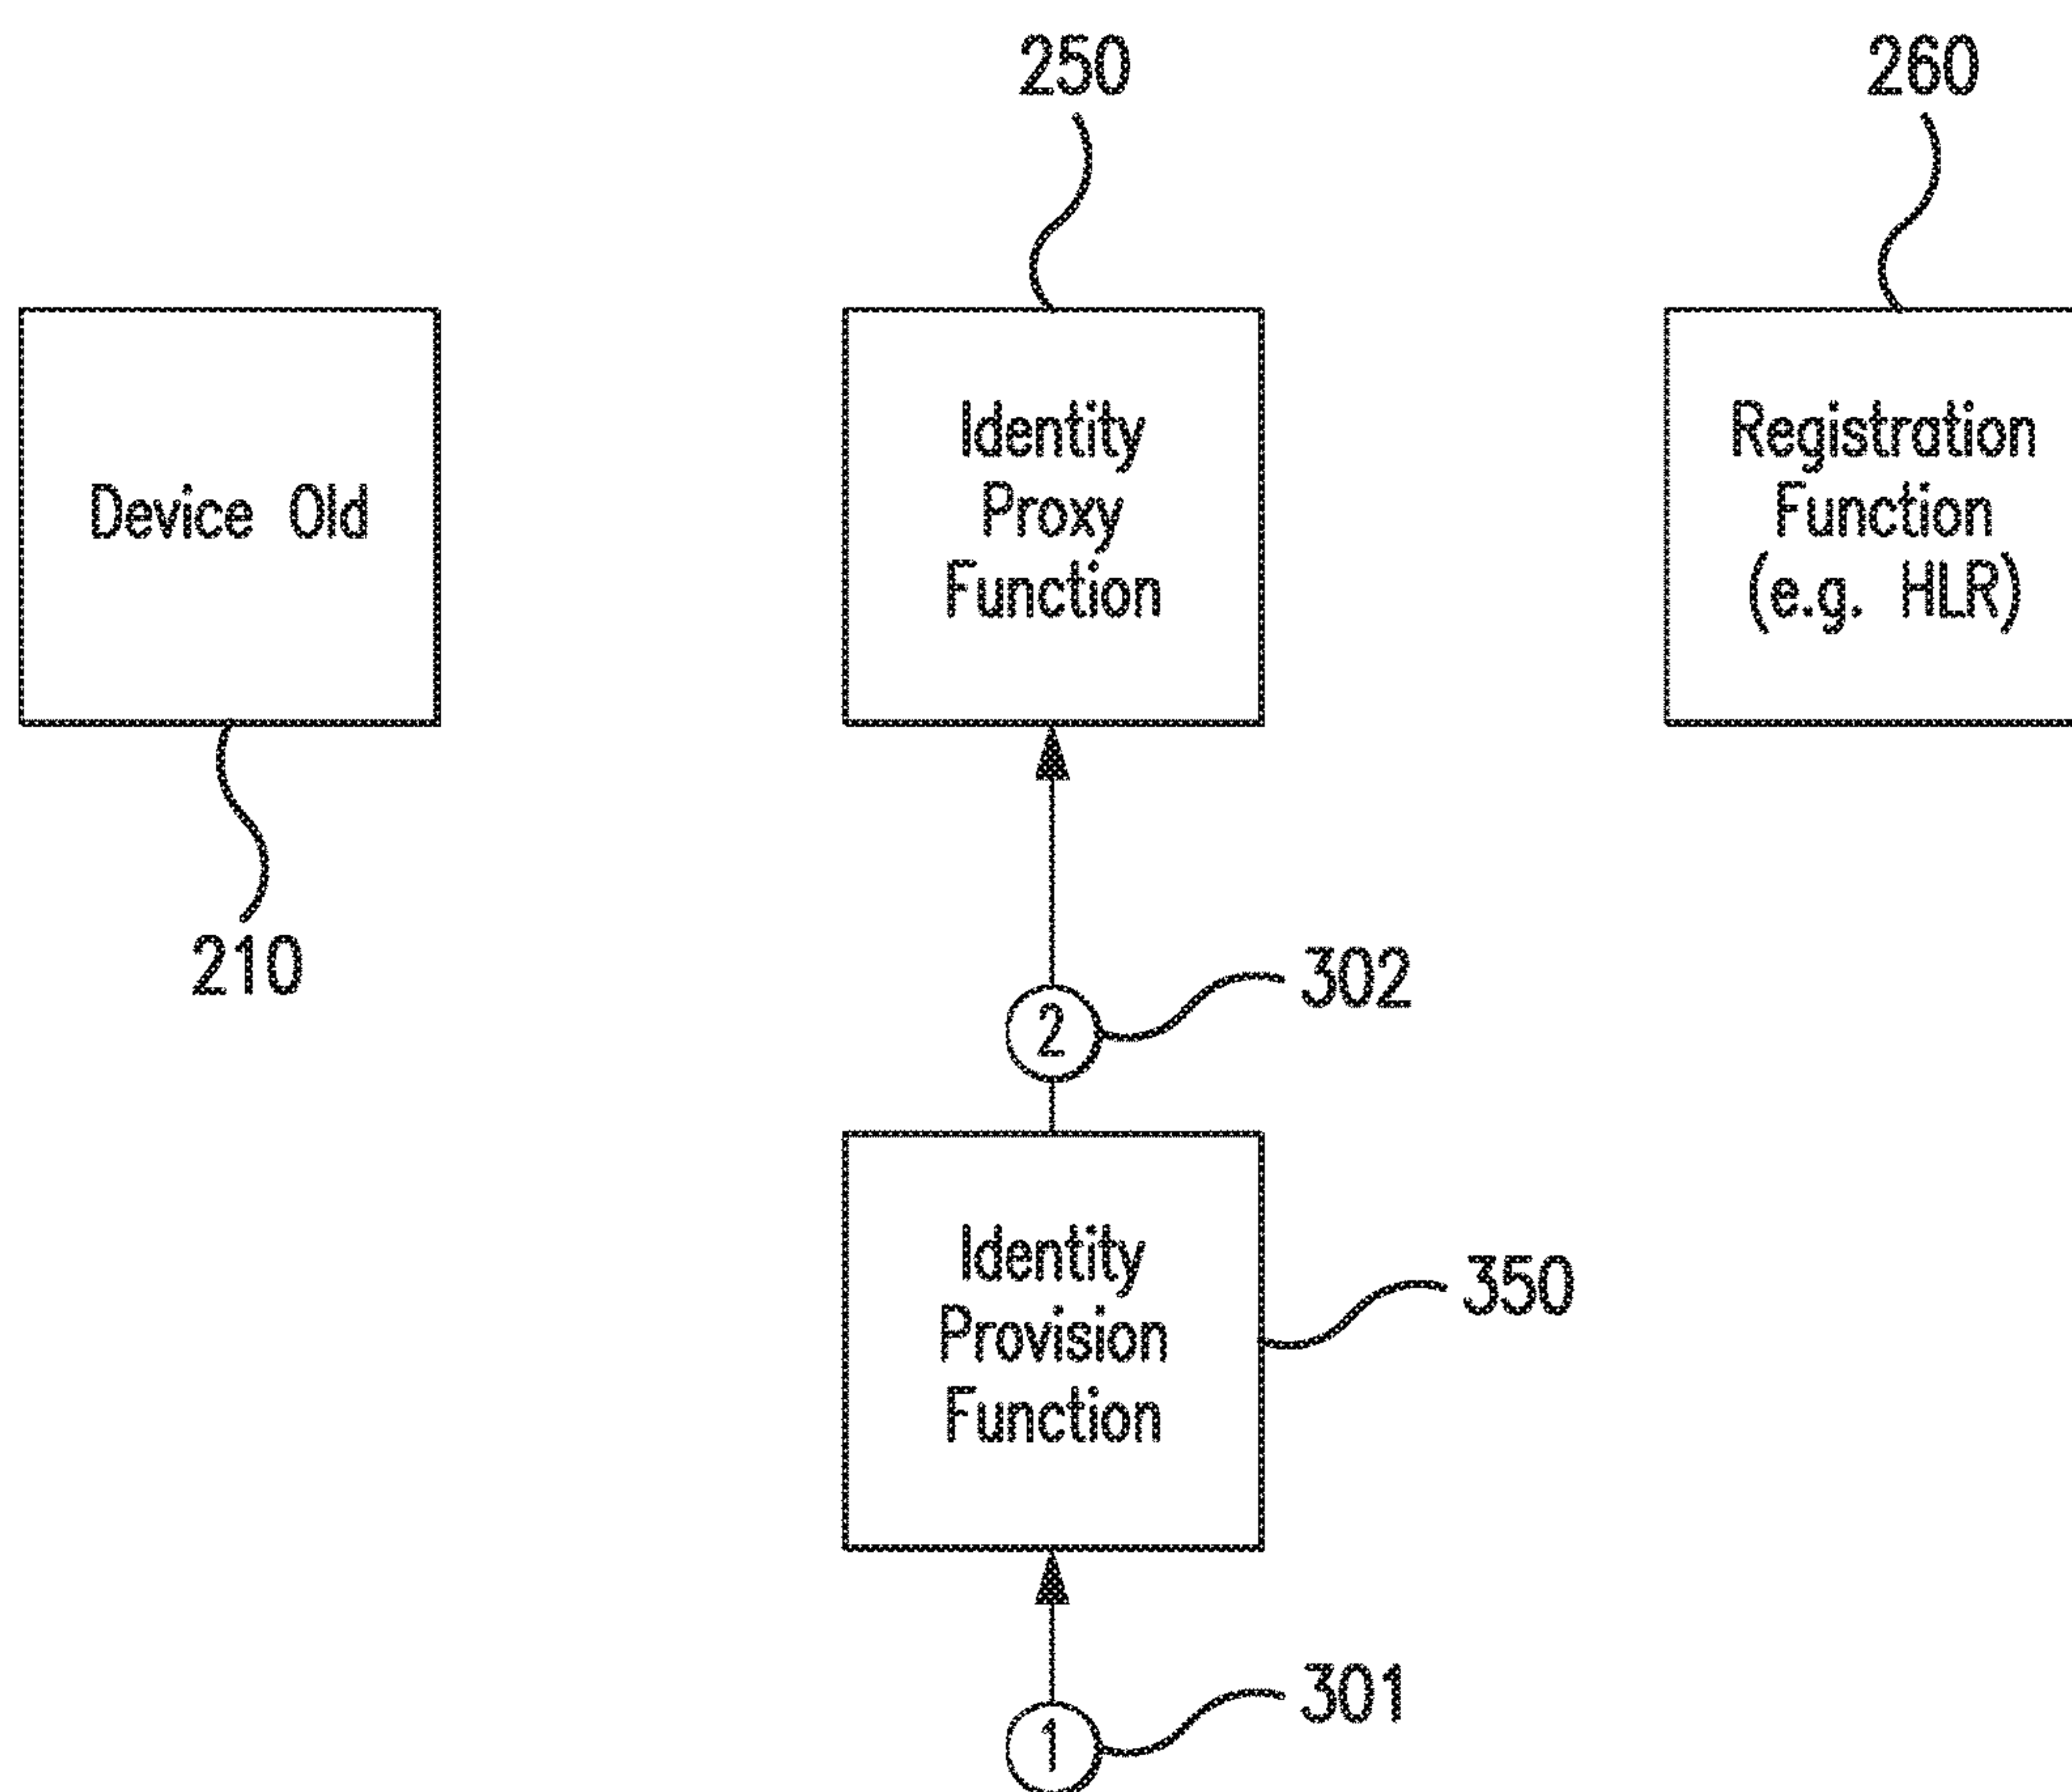 250
260
Device Old
Identity
Proxy
Function
Registration
Function
(e.g. HLR)
210
2
302
Identity
Provision
Function
350
1
301